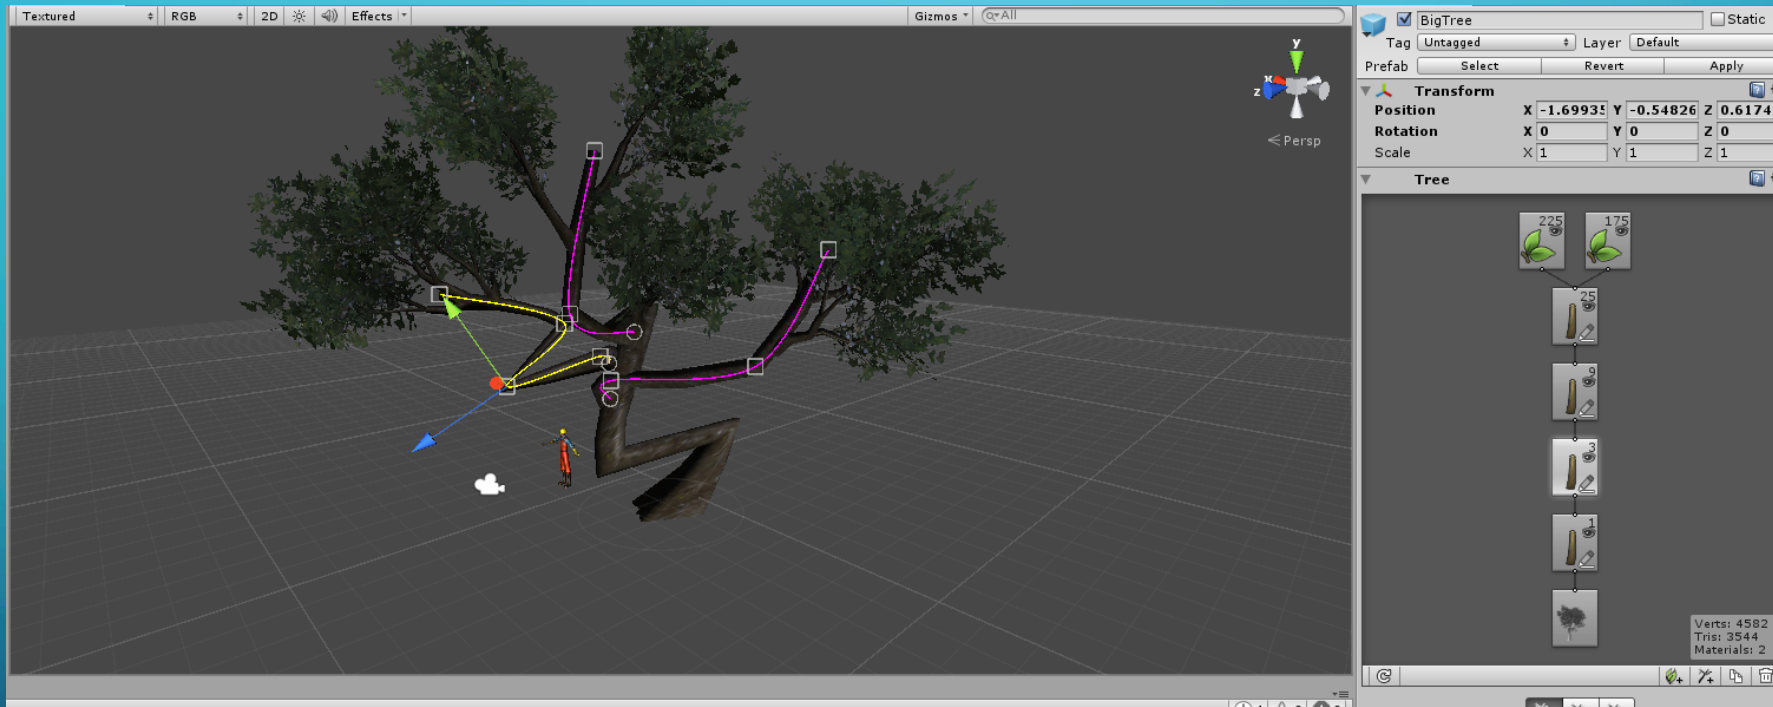 Textured RGB 2D Effects Gizmos All
y
x
z
Persp
BigTree Static
Tag Untagged Layer Default
Prefab Select Revert Apply
Transform
Position X -1.69935 Y -0.54826 Z 0.6174
Rotation X 0 Y 0 Z 0
Scale X 1 Y 1 Z 1
Tree
225 175
25
9
3
1
Verts: 4582
Tris: 3544
Materials: 2